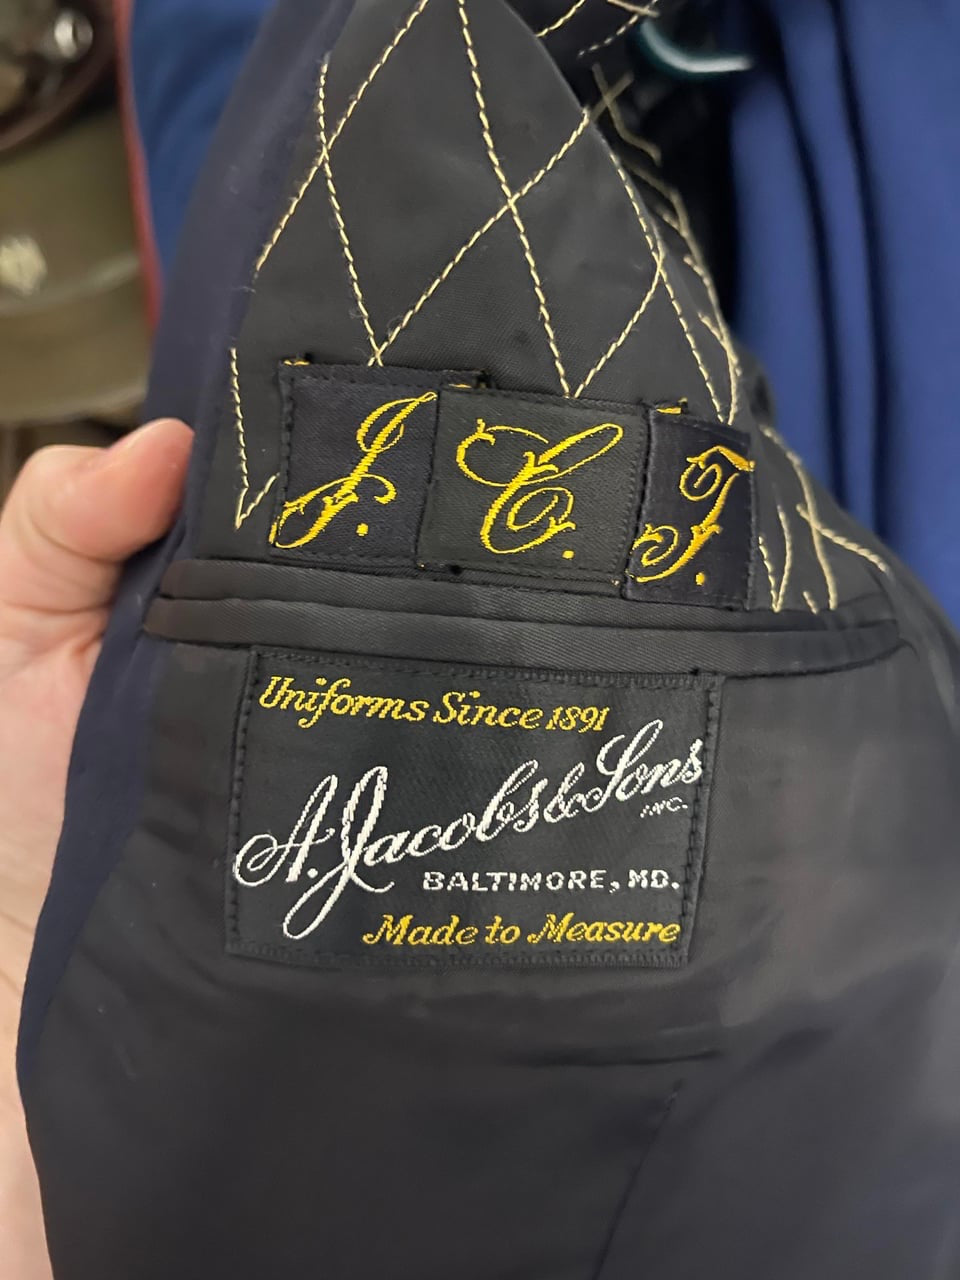 J. C. F.
Uniforms Since 1891
A. Jacobs & Sons
INC.
BALTIMORE, MD.
Made to Measure